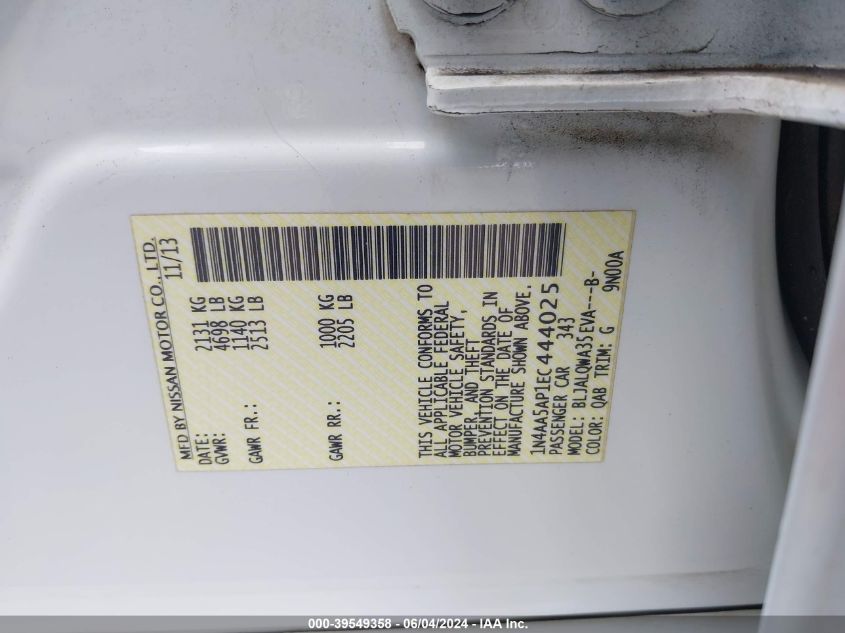 MFD BY NISSAN MOTOR CO., LTD.
DATE: 11/13
GVWR: 2131 KG
4698 LB
GAWR FR.: 1140 KG
2513 LB
GAWR RR.: 1000 KG
2205 LB
THIS VEHICLE CONFORMS TO
ALL APPLICABLE FEDERAL
MOTOR VEHICLE SAFETY,
BUMPER, AND THEFT
PREVENTION STANDARDS IN
EFFECT ON THE DATE OF
MANUFACTURE SHOWN ABOVE.
1N4AA5AP1EC444025
PASSENGER CAR 343
MODEL: BLJALQWA35EVA---B-
COLOR: QAB TRIM: G 9N00A
000-39549358 - 06/04/2024 - IAA Inc.